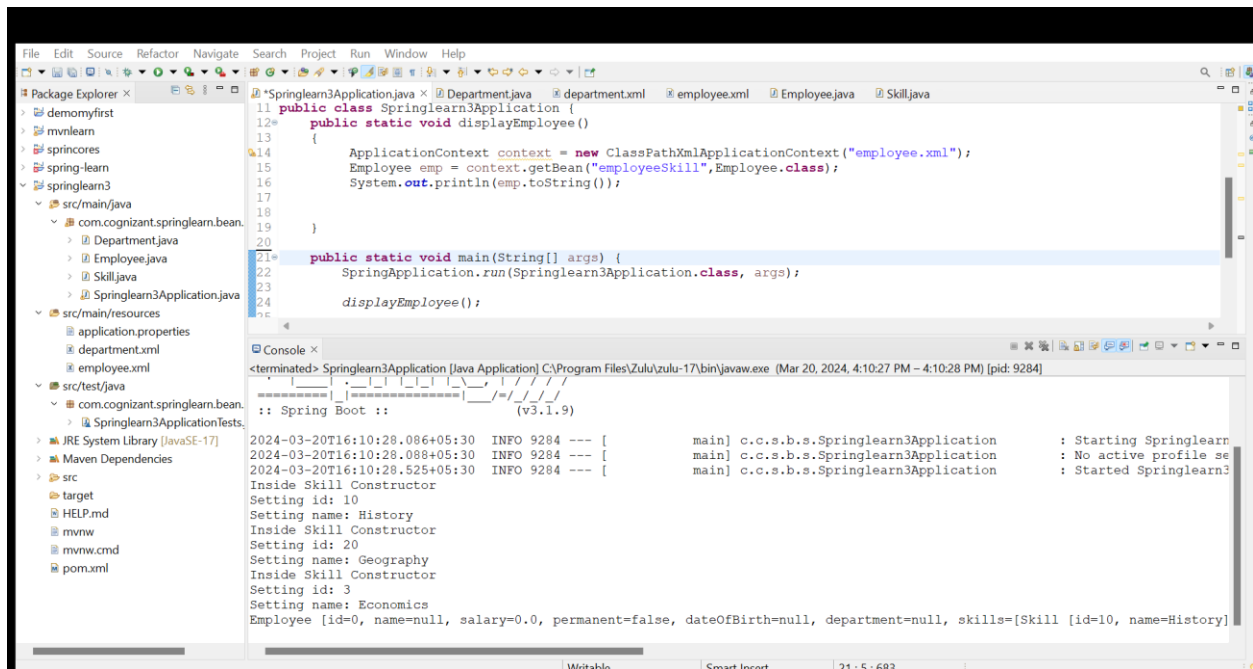 File Edit Source Refactor Navigate Search Project Run Window Help
Package Explorer ×
demomyfirst
mvnlearn
sprincores
spring-learn
springlearn3
src/main/java
com.cognizant.springlearn.bean.
Department.java
Employee.java
Skill.java
Springlearn3Application.java
src/main/resources
application.properties
department.xml
employee.xml
src/test/java
com.cognizant.springlearn.bean.
Springlearn3ApplicationTests.
JRE System Library [JavaSE-17]
Maven Dependencies
src
target
HELP.md
mvnw
mvnw.cmd
pom.xml
*Springlearn3Application.java × Department.java department.xml employee.xml Employee.java Skill.java
11 public class Springlearn3Application {
12 public static void displayEmployee()
13 {
14 ApplicationContext context = new ClassPathXmlApplicationContext("employee.xml");
15 Employee emp = context.getBean("employeeSkill",Employee.class);
16 System.out.println(emp.toString());
17
18
19 }
20
21 public static void main(String[] args) {
22 SpringApplication.run(Springlearn3Application.class, args);
23
24 displayEmployee();
25
Console ×
<terminated> Springlearn3Application [Java Application] C:\Program Files\Zulu\zulu-17\bin\javaw.exe (Mar 20, 2024, 4:10:27 PM – 4:10:28 PM) [pid: 9284]
' |____| .__|_| |_|_| |_\__, | / / / /
=========|_|==============|___/=/_/_/_/
:: Spring Boot :: (v3.1.9)
2024-03-20T16:10:28.086+05:30 INFO 9284 --- [ main] c.c.s.b.s.Springlearn3Application : Starting Springlearn
2024-03-20T16:10:28.088+05:30 INFO 9284 --- [ main] c.c.s.b.s.Springlearn3Application : No active profile se
2024-03-20T16:10:28.525+05:30 INFO 9284 --- [ main] c.c.s.b.s.Springlearn3Application : Started Springlearn3
Inside Skill Constructor
Setting id: 10
Setting name: History
Inside Skill Constructor
Setting id: 20
Setting name: Geography
Inside Skill Constructor
Setting id: 3
Setting name: Economics
Employee [id=0, name=null, salary=0.0, permanent=false, dateOfBirth=null, department=null, skills=[Skill [id=10, name=History]
Writable Smart Insert 21 : 5 : 683